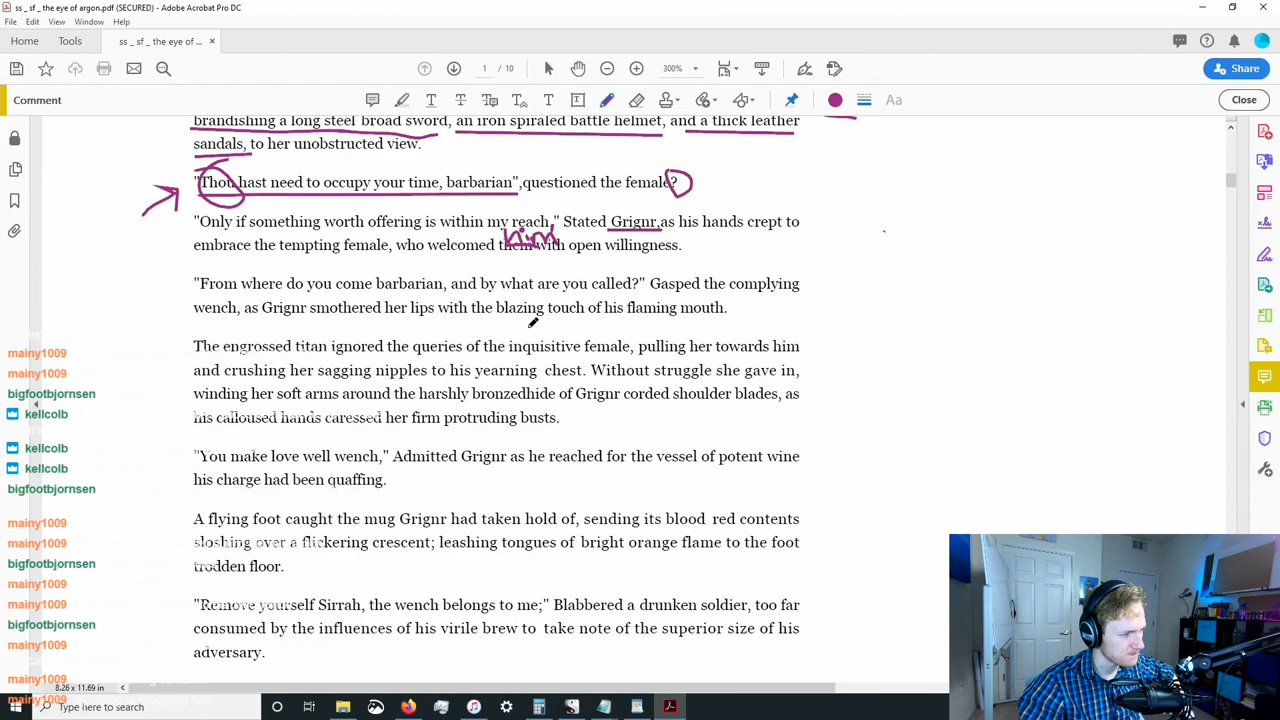 ss _ sf _ the eye of argon.pdf (SECURED) - Adobe Acrobat Pro DC
File Edit View Window Help
Home Tools ss _ sf _ the eye of ... ×
1 / 10 300% Share
Comment Aa Close
brandishing a long steel broad sword, an iron spiraled battle helmet, and a thick leather
sandals, to her unobstructed view.
"Thou hast need to occupy your time, barbarian",questioned the female?
"Only if something worth offering is within my reach," Stated Grignr,as his hands crept to
him
embrace the tempting female, who welcomed them with open willingness.
"From where do you come barbarian, and by what are you called?" Gasped the complying
wench, as Grignr smothered her lips with the blazing touch of his flaming mouth.
The engrossed titan ignored the queries of the inquisitive female, pulling her towards him
and crushing her sagging nipples to his yearning chest. Without struggle she gave in,
winding her soft arms around the harshly bronzedhide of Grignr corded shoulder blades, as
his calloused hands caressed her firm protruding busts.
"You make love well wench," Admitted Grignr as he reached for the vessel of potent wine
his charge had been quaffing.
A flying foot caught the mug Grignr had taken hold of, sending its blood red contents
sloshing over a flickering crescent; leashing tongues of bright orange flame to the foot
trodden floor.
"Remove yourself Sirrah, the wench belongs to me;" Blabbered a drunken soldier, too far
consumed by the influences of his virile brew to take note of the superior size of his
adversary.
mainy1009
mainy1009
bigfootbjornsen
kellcolb
kellcolb
kellcolb
bigfootbjornsen
mainy1009
mainy1009
bigfootbjornsen
mainy1009
mainy1009
bigfootbjornsen
mainy1009
mainy1009
mainy1009
8.26 x 11.69 in
Type here to search